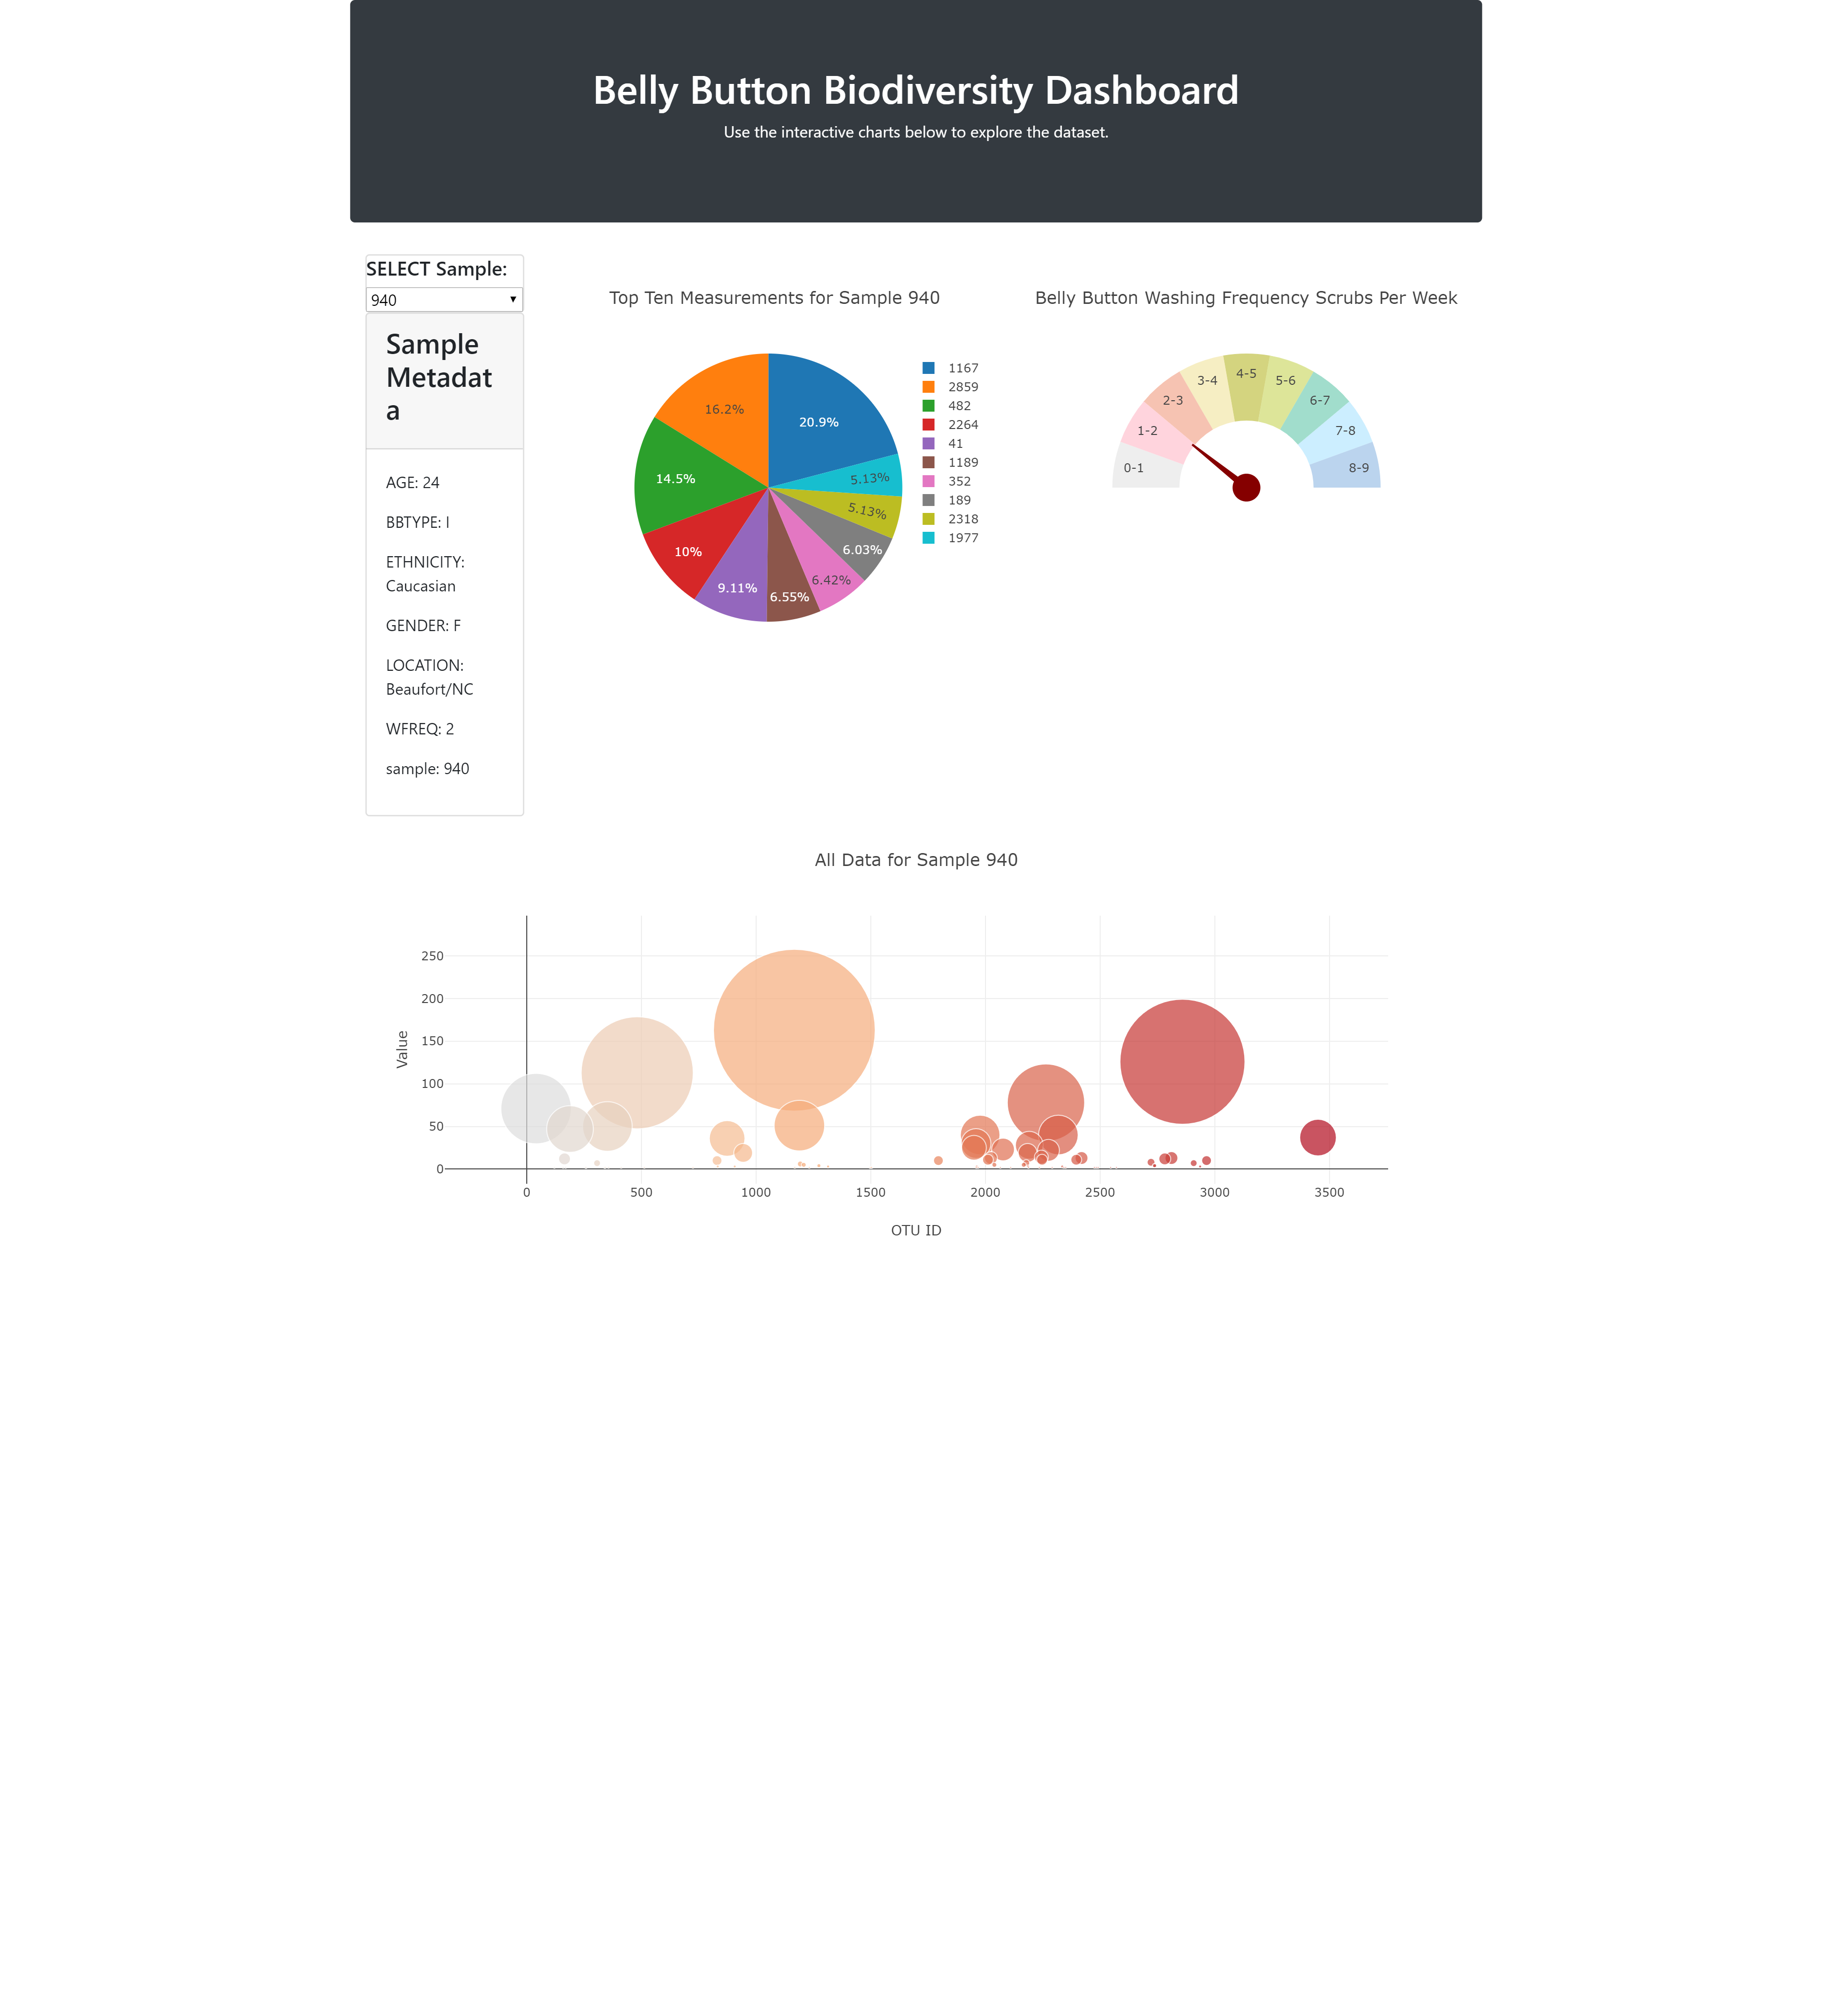 Belly Button Biodiversity Dashboard
Use the interactive charts below to explore the dataset.
SELECT Sample:
940
Sample
Metadat
a
AGE: 24
BBTYPE: I
ETHNICITY:
Caucasian
GENDER: F
LOCATION:
Beaufort/NC
WFREQ: 2
sample: 940
Top Ten Measurements for Sample 940
20.9%
5.13%
5.13%
6.03%
6.42%
6.55%
9.11%
10%
14.5%
16.2%
1167
2859
482
2264
41
1189
352
189
2318
1977
Belly Button Washing Frequency Scrubs Per Week
0-1
1-2
2-3
3-4
4-5
5-6
6-7
7-8
8-9
All Data for Sample 940
Value
250
200
150
100
50
0
0 500 1000 1500 2000 2500 3000 3500
OTU ID